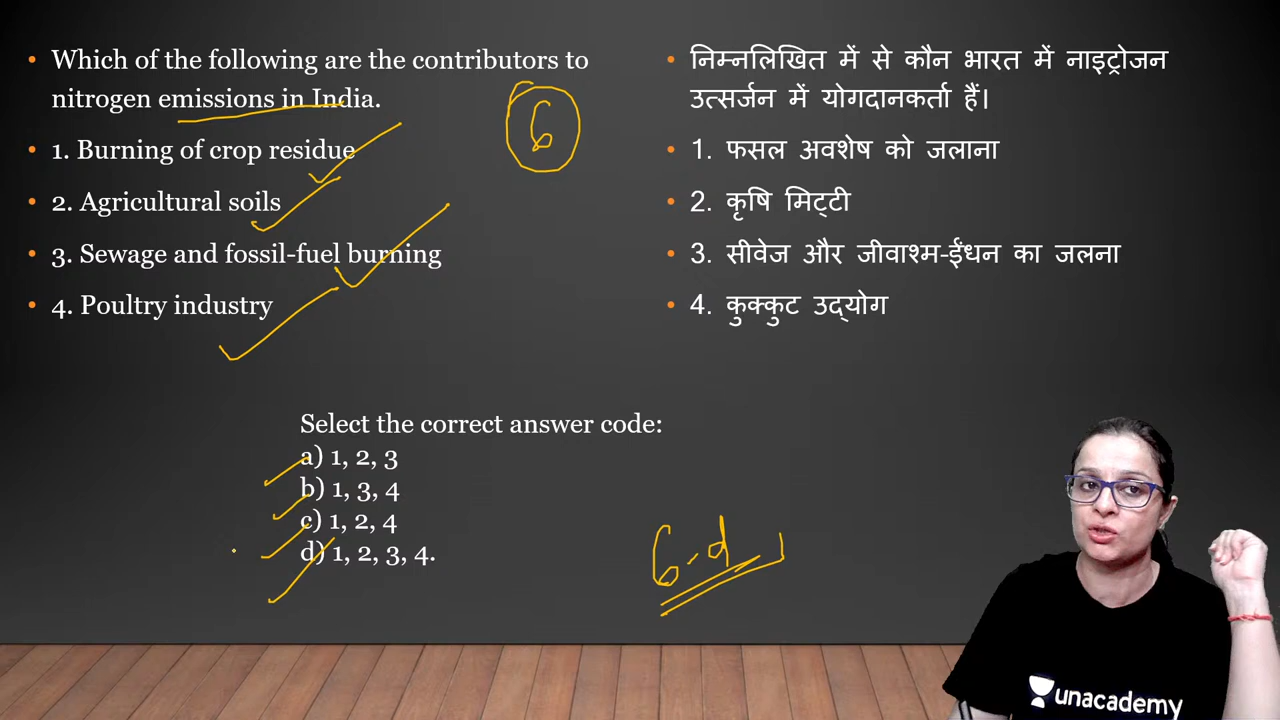 Which of the following are the contributors to
nitrogen emissions in India.
1. Burning of crop residue
2. Agricultural soils
3. Sewage and fossil-fuel burning
4. Poultry industry
6
निम्नलिखित में से कौन भारत में नाइट्रोजन
उत्सर्जन में योगदानकर्ता हैं।
1. फसल अवशेष को जलाना
2. कृषि मिट्टी
3. सीवेज और जीवाश्म-ईंधन का जलना
4. कुक्कुट उद्योग
Select the correct answer code:
a) 1, 2, 3
b) 1, 3, 4
c) 1, 2, 4
d) 1, 2, 3, 4.
6-d
unacademy